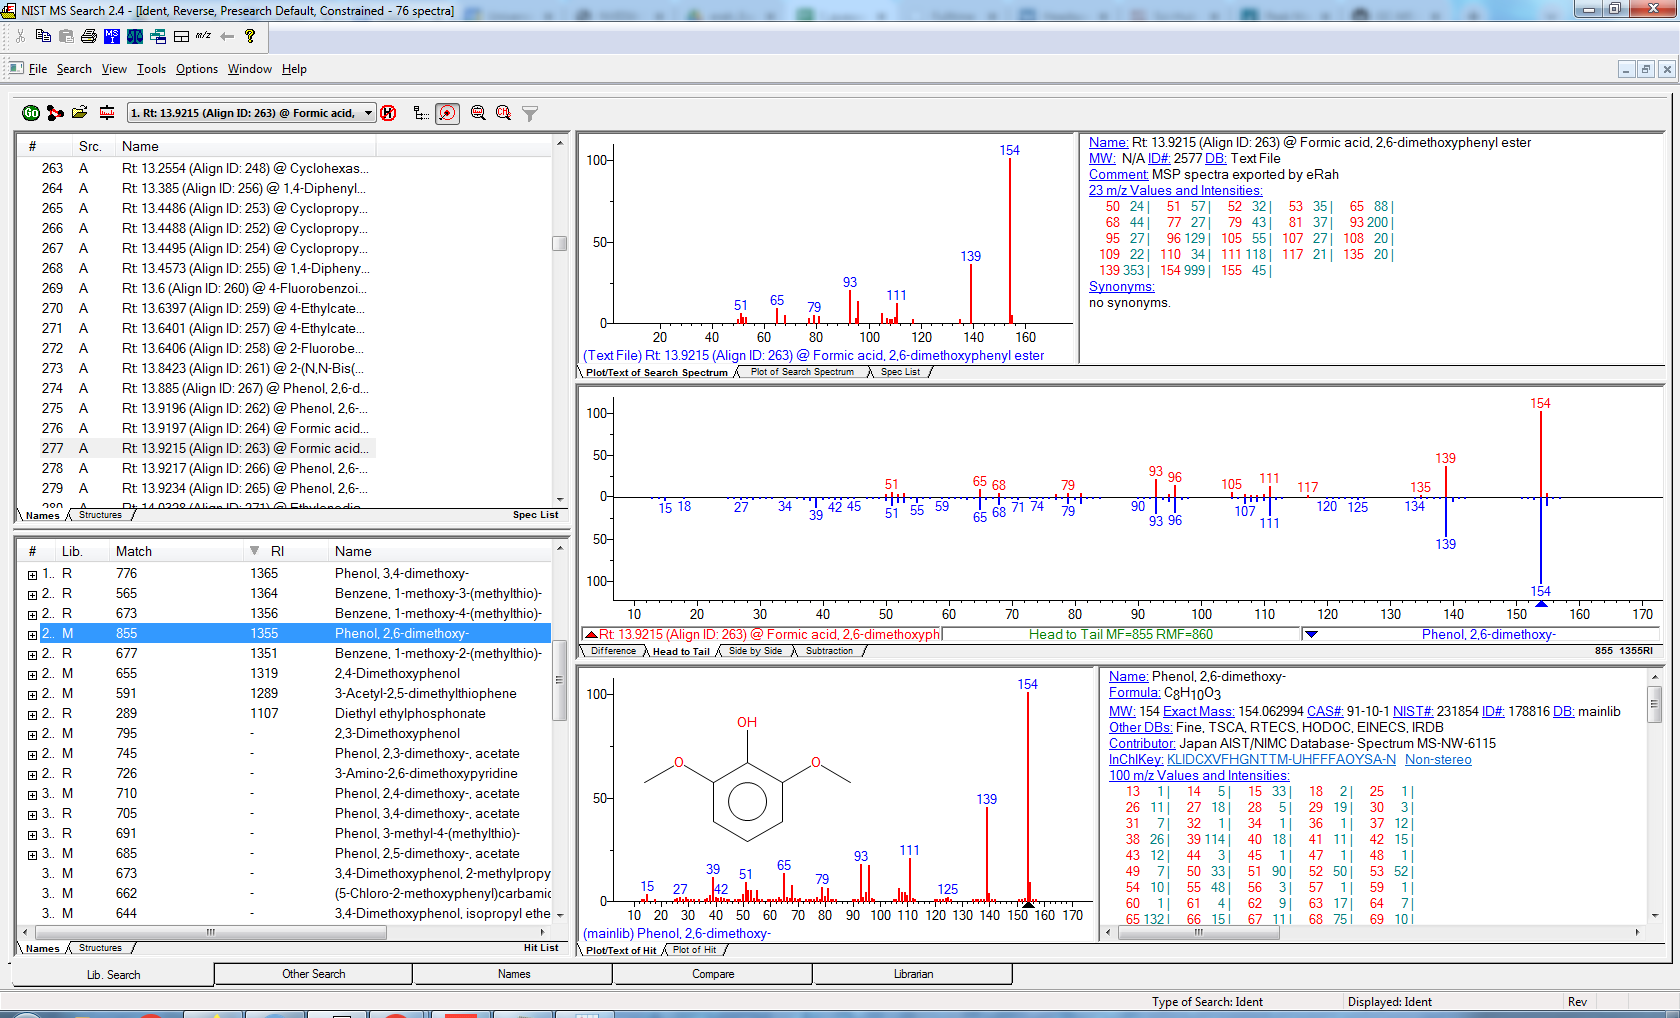 NIST MS Search 2.4 - [Ident, Reverse, Presearch Default, Constrained - 76 spectra]
File Search View Tools Options Window Help
1. Rt: 13.9215 (Align ID: 263) @ Formic acid,
# Src. Name
263 A Rt: 13.2554 (Align ID: 248) @ Cyclohexas...
264 A Rt: 13.385 (Align ID: 256) @ 1,4-Diphenyl...
265 A Rt: 13.4486 (Align ID: 253) @ Cyclopropy...
266 A Rt: 13.4488 (Align ID: 252) @ Cyclopropy...
267 A Rt: 13.4495 (Align ID: 254) @ Cyclopropy...
268 A Rt: 13.4573 (Align ID: 255) @ 1,4-Dipheny...
269 A Rt: 13.6 (Align ID: 260) @ 4-Fluorobenzoi...
270 A Rt: 13.6397 (Align ID: 259) @ 4-Ethylcate...
271 A Rt: 13.6401 (Align ID: 257) @ 4-Ethylcate...
272 A Rt: 13.6406 (Align ID: 258) @ 2-Fluorobe...
273 A Rt: 13.8423 (Align ID: 261) @ 2-(N,N-Bis(...
274 A Rt: 13.885 (Align ID: 267) @ Phenol, 2,6-d...
275 A Rt: 13.9196 (Align ID: 262) @ Phenol, 2,6-...
276 A Rt: 13.9197 (Align ID: 264) @ Formic acid...
277 A Rt: 13.9215 (Align ID: 263) @ Formic acid...
278 A Rt: 13.9217 (Align ID: 266) @ Phenol, 2,6-...
279 A Rt: 13.9234 (Align ID: 265) @ Phenol, 2,6-...
Names Structures Spec List
100 50 0
154 139 93 111 65 51 79
20 40 60 80 100 120 140 160
(Text File) Rt: 13.9215 (Align ID: 263) @ Formic acid, 2,6-dimethoxyphenyl ester
Plot/Text of Search Spectrum Plot of Search Spectrum Spec List
Name: Rt: 13.9215 (Align ID: 263) @ Formic acid, 2,6-dimethoxyphenyl ester
MW: N/A ID#: 2577 DB: Text File
Comment: MSP spectra exported by eRah
23 m/z Values and Intensities:
50 24| 51 57| 52 32| 53 35| 65 88|
68 44| 77 27| 79 43| 81 37| 93 200|
95 27| 96 129| 105 55| 107 27| 108 20|
109 22| 110 34| 111 118| 117 21| 135 20|
139 353| 154 999| 155 45|
Synonyms:
no synonyms.
100 50 0 50 100
154
139
51 65 68 79 93 96 105 111 117 135
15 18 27 34 39 42 45 51 55 59 65 68 71 74 79 90 93 96 107 111 120 125 134 139 154
10 20 30 40 50 60 70 80 90 100 110 120 130 140 150 160 170
Rt: 13.9215 (Align ID: 263) @ Formic acid, 2,6-dimethoxyph Head to Tail MF=855 RMF=860 Phenol, 2,6-dimethoxy-
Difference Head to Tail Side by Side Subtraction 855 1355RI
# Lib. Match RI Name
1.. R 776 1365 Phenol, 3,4-dimethoxy-
2.. R 565 1364 Benzene, 1-methoxy-3-(methylthio)-
2.. R 673 1356 Benzene, 1-methoxy-4-(methylthio)-
2.. M 855 1355 Phenol, 2,6-dimethoxy-
2.. R 677 1351 Benzene, 1-methoxy-2-(methylthio)-
2.. M 655 1319 2,4-Dimethoxyphenol
2.. M 591 1289 3-Acetyl-2,5-dimethylthiophene
2.. R 289 1107 Diethyl ethylphosphonate
2.. M 795 - 2,3-Dimethoxyphenol
2.. M 745 - Phenol, 2,3-dimethoxy-, acetate
2.. R 726 - 3-Amino-2,6-dimethoxypyridine
3.. M 710 - Phenol, 2,4-dimethoxy-, acetate
3.. R 705 - Phenol, 3,4-dimethoxy-, acetate
3.. R 691 - Phenol, 3-methyl-4-(methylthio)-
3.. M 685 - Phenol, 2,5-dimethoxy-, acetate
3.. M 673 - 3,4-Dimethoxyphenol, 2-methylpropy
3.. M 662 - (5-Chloro-2-methoxyphenyl)carbamic
3.. M 644 - 3,4-Dimethoxyphenol, isopropyl ethe
Names Structures Hit List
100 50 0
OH
O O
154 139 111 93 65 39 51 79 15 27 42 125
10 20 30 40 50 60 70 80 90 100 110 120 130 140 150 160 170
(mainlib) Phenol, 2,6-dimethoxy-
Plot/Text of Hit Plot of Hit
Name: Phenol, 2,6-dimethoxy-
Formula: C8H10O3
MW: 154 Exact Mass: 154.062994 CAS#: 91-10-1 NIST#: 231854 ID#: 178816 DB: mainlib
Other DBs: Fine, TSCA, RTECS, HODOC, EINECS, IRDB
Contributor: Japan AIST/NIMC Database- Spectrum MS-NW-6115
InChIKey: KLIDCXVFHGNTTM-UHFFFAOYSA-N Non-stereo
100 m/z Values and Intensities:
13 1| 14 5| 15 33| 18 2| 25 1|
26 11| 27 18| 28 5| 29 19| 30 3|
31 7| 32 1| 34 1| 36 1| 37 12|
38 26| 39 114| 40 18| 41 11| 42 15|
43 12| 44 3| 45 1| 47 1| 48 1|
49 7| 50 33| 51 90| 52 50| 53 52|
54 10| 55 48| 56 3| 57 1| 59 1|
60 1| 61 4| 62 9| 63 17| 64 7|
65 132| 66 15| 67 11| 68 75| 69 10|
Lib. Search Other Search Names Compare Librarian
Type of Search: Ident Displayed: Ident Rev